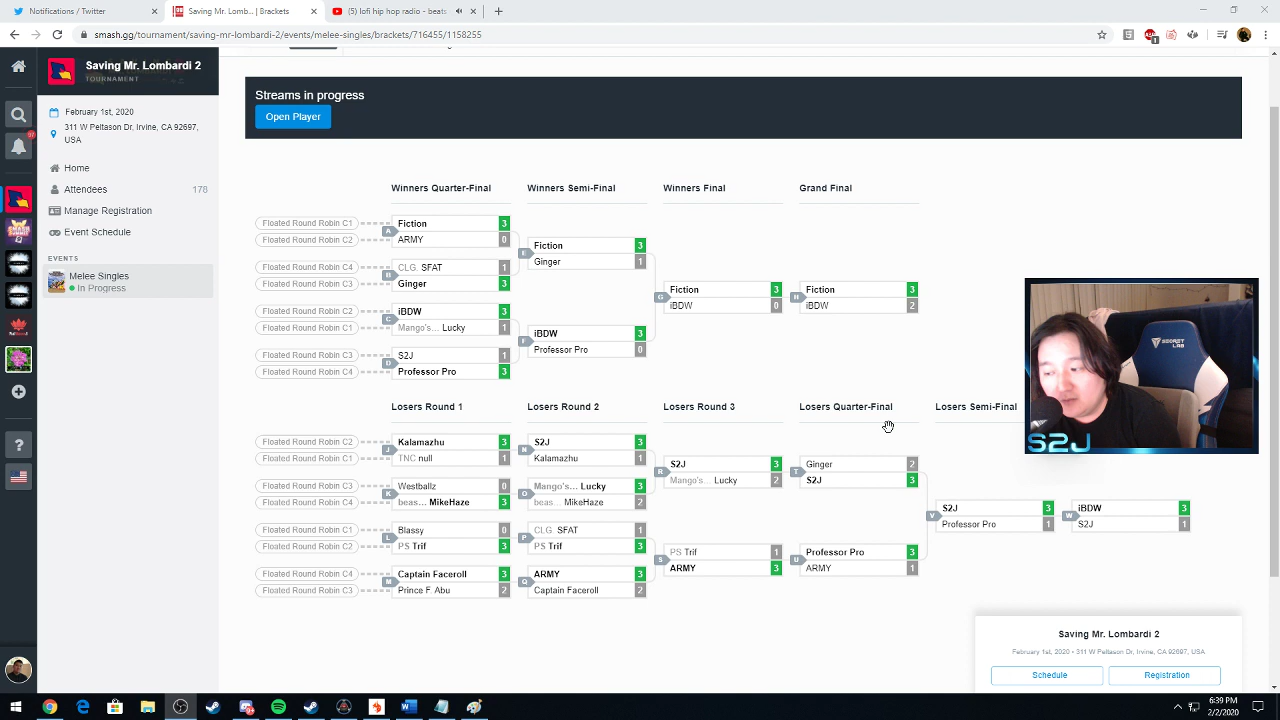 Notifications / Twitter
Saving Mr. Lombardi 2 | Brackets
(5) lofi hip hop radio - beats
smash.gg/tournament/saving-mr-lombardi-2/events/melee-singles/brackets/716455/1158255
Saving Mr. Lombardi 2
TOURNAMENT
February 1st, 2020
311 W Peltason Dr, Irvine, CA 92697,
USA
Home
Attendees 178
Manage Registration
Event Schedule
EVENTS
Melee Singles
In Progress
Streams in progress
Open Player
Winners Quarter-Final Winners Semi-Final Winners Final Grand Final
Floated Round Robin C1 Fiction 3
A
Floated Round Robin C2 ARMY 0
Fiction 3
E
Ginger 1
Floated Round Robin C4 CLG. SFAT 1
B
Floated Round Robin C3 Ginger 3
Fiction 3 Fiction 3
G H
iBDW 0 iBDW 2
Floated Round Robin C2 iBDW 3
C
Floated Round Robin C1 Mango's... Lucky 1
iBDW 3
F
Professor Pro 0
Floated Round Robin C3 S2J 1
D
Floated Round Robin C4 Professor Pro 3
Losers Round 1 Losers Round 2 Losers Round 3 Losers Quarter-Final Losers Semi-Final
Floated Round Robin C2 Kalamazhu 3 S2J 3
J N
Floated Round Robin C1 TNC null 1 Kalamazhu 1
S2J 3 Ginger 2
R T
Mango's... Lucky 2 S2J 3
Floated Round Robin C3 Westballz 0 Mango's... Lucky 3
K O
Floated Round Robin C4 beas... MikeHaze 3 beas... MikeHaze 2
S2J 3 iBDW 3
V W
Professor Pro 1 S2J 1
Floated Round Robin C1 Blassy 0 CLG. SFAT 1
L P
Floated Round Robin C2 PS Trif 3 PS Trif 3
PS Trif 1 Professor Pro 3
S U
ARMY 3 ARMY 1
Floated Round Robin C4 Captain Faceroll 3 ARMY 3
M Q
Floated Round Robin C3 Prince F. Abu 2 Captain Faceroll 2
SECRET
LAB
S2J
Saving Mr. Lombardi 2
February 1st, 2020 • 311 W Peltason Dr, Irvine, CA 92697, USA
Schedule Registration
6:39 PM
2/2/2020